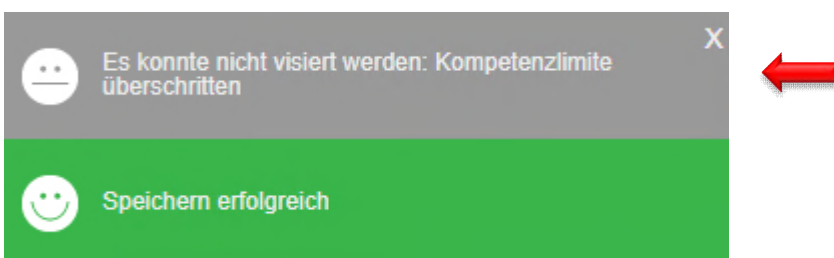 X
Es konnte nicht visiert werden: Kompetenzlimite
überschritten
Speichern erfolgreich